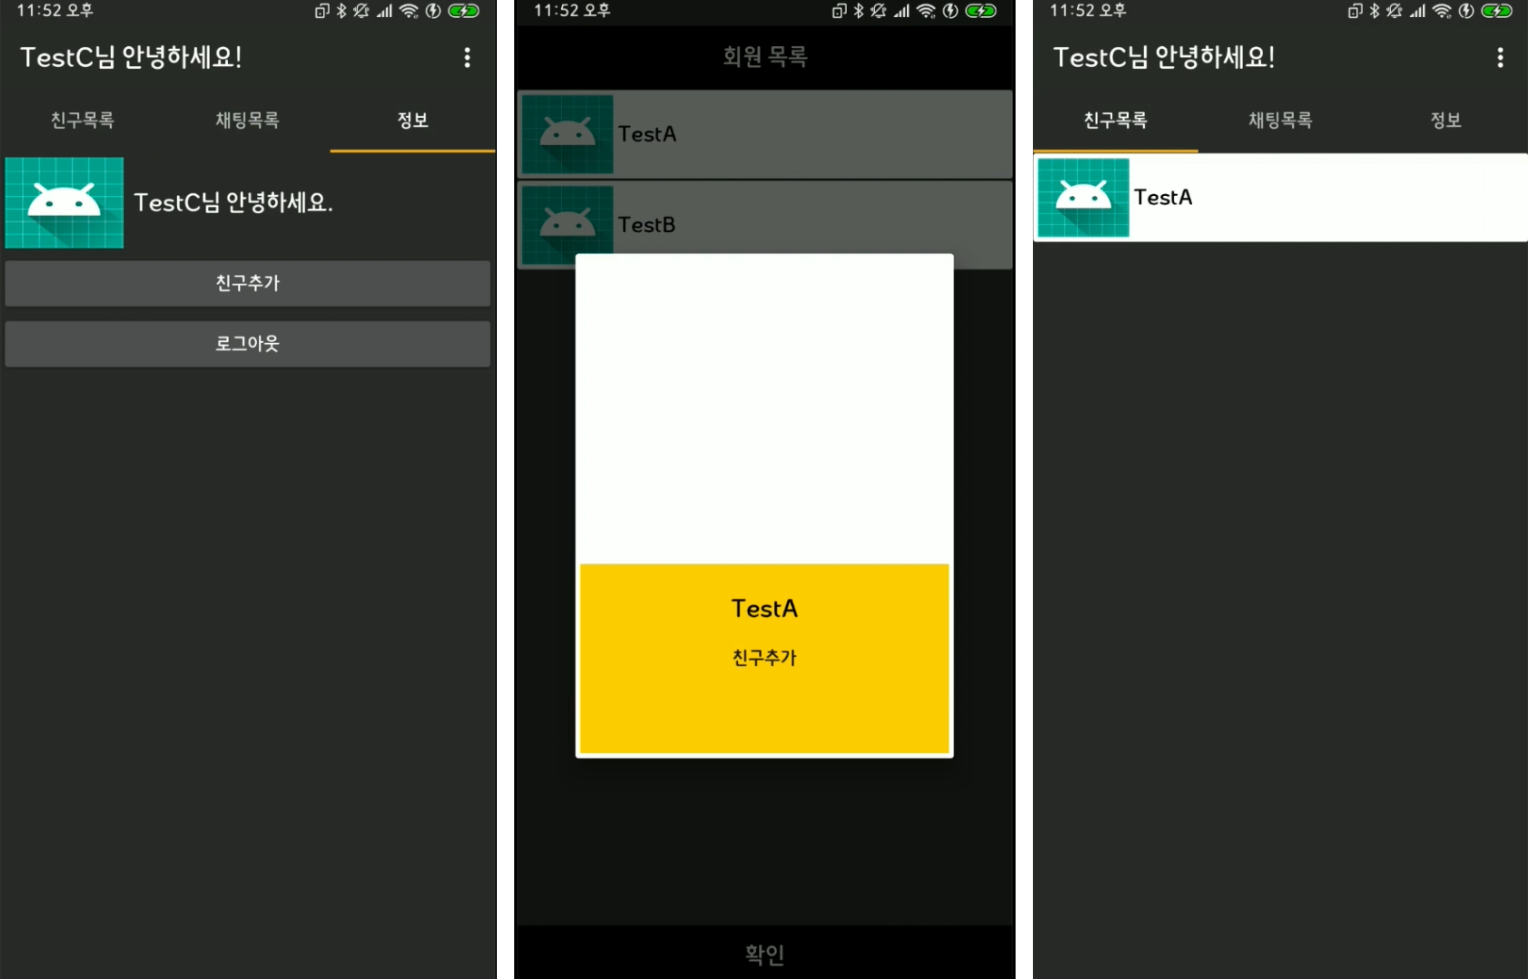 11:52 오후
TestC님 안녕하세요!
친구목록 채팅목록 정보
TestC님 안녕하세요.
친구추가
로그아웃
11:52 오후
회원 목록
TestA
TestB
TestA
친구추가
확인
11:52 오후
TestC님 안녕하세요!
친구목록 채팅목록 정보
TestA